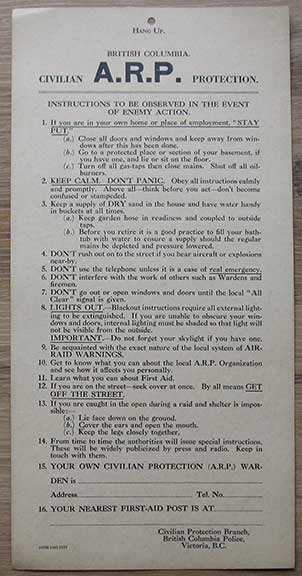 HANG UP.
BRITISH COLUMBIA.
CIVILIAN A.R.P. PROTECTION.
INSTRUCTIONS TO BE OBSERVED IN THE EVENT
OF ENEMY ACTION.
1. If you are in your own home or place of employment, "STAY
PUT."
(a.) Close all doors and windows and keep away from win-
dows after this has been done.
(b.) Go to a protected place or section of your basement, if
you have one, and lie or sit on the floor.
(c.) Turn off all gas-taps then close mains. Shut off all oil-
burners.
2. KEEP CALM. DON'T PANIC. Obey all instructions calmly
and promptly. Above all—think before you act—don't become
confused or stampeded.
3. Keep a supply of DRY sand in the house and have water handy
in buckets at all times.
(a.) Keep garden hose in readiness and coupled to outside
taps.
(b.) Before you retire it is a good practice to fill your bath-
tub with water to ensure a supply should the regular
mains be depleted and pressure lowered.
4. DON'T rush out on to the street if you hear aircraft or explosions
near-by.
5. DON'T use the telephone unless it is a case of real emergency.
6. DON'T interfere with the work of others such as Wardens and
firemen.
7. DON'T go out or open windows and doors until the local "All
Clear" signal is given.
8. LIGHTS OUT.—Blackout instructions require all external light-
ing to be extinguished. If you are unable to obscure your win-
dows and doors, internal lighting must be shaded so that light will
not be visible from the outside.
IMPORTANT.—Do not forget your skylight if you have one.
9. Be acquainted with the exact nature of the local system of AIR-
RAID WARNINGS.
10. Get to know what you can about the local A.R.P. Organization
and see how it affects you personally.
11. Learn what you can about First Aid.
12. If you are on the street—seek cover at once. By all means GET
OFF THE STREET.
13. If you are caught in the open during a raid and shelter is impos-
sible:—
(a.) Lie face down on the ground.
(b.) Cover the ears and open the mouth.
(c.) Keep the legs closely together.
14. From time to time the authorities will issue special instructions.
These will be widely publicized by press and radio. Keep in
touch with them.
15. YOUR OWN CIVILIAN PROTECTION (A.R.P.) WAR-
DEN is
Address Tel. No.
16. YOUR NEAREST FIRST-AID POST IS AT
Civilian Protection Branch,
British Columbia Police,
Victoria, B.C.